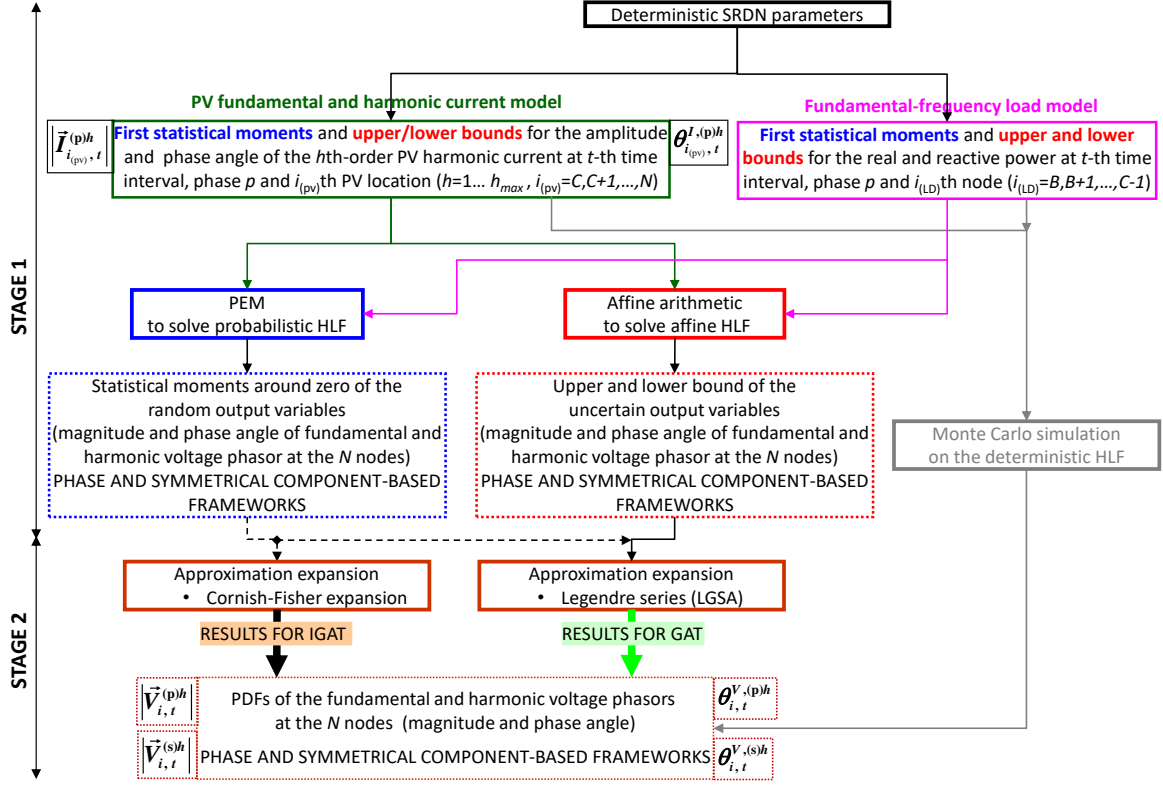 Deterministic SRDN parameters
PV fundamental and harmonic current model
Fundamental-frequency load model
|I⃗ i(pv), t (p)h|
First statistical moments and upper/lower bounds for the amplitude
and phase angle of the hth-order PV harmonic current at t-th time
interval, phase p and i(pv)th PV location (h=1... hmax, i(pv)=C,C+1,...,N)
θ i(pv), t I,(p)h
First statistical moments and upper and lower
bounds for the real and reactive power at t-th time
interval, phase p and i(LD)th node (i(LD)=B,B+1,...,C-1)
STAGE 1
PEM
to solve probabilistic HLF
Affine arithmetic
to solve affine HLF
Statistical moments around zero of the
random output variables
(magnitude and phase angle of fundamental and
harmonic voltage phasor at the N nodes)
PHASE AND SYMMETRICAL COMPONENT-BASED
FRAMEWORKS
Upper and lower bound of the
uncertain output variables
(magnitude and phase angle of fundamental and
harmonic voltage phasor at the N nodes)
PHASE AND SYMMETRICAL COMPONENT-BASED
FRAMEWORKS
Monte Carlo simulation
on the deterministic HLF
STAGE 2
Approximation expansion
• Cornish-Fisher expansion
Approximation expansion
• Legendre series (LGSA)
RESULTS FOR IGAT
RESULTS FOR GAT
|V⃗ i, t (p)h|
|V⃗ i, t (s)h|
PDFs of the fundamental and harmonic voltage phasors
at the N nodes (magnitude and phase angle)
PHASE AND SYMMETRICAL COMPONENT-BASED FRAMEWORKS
θ i, t V,(p)h
θ i, t V,(s)h